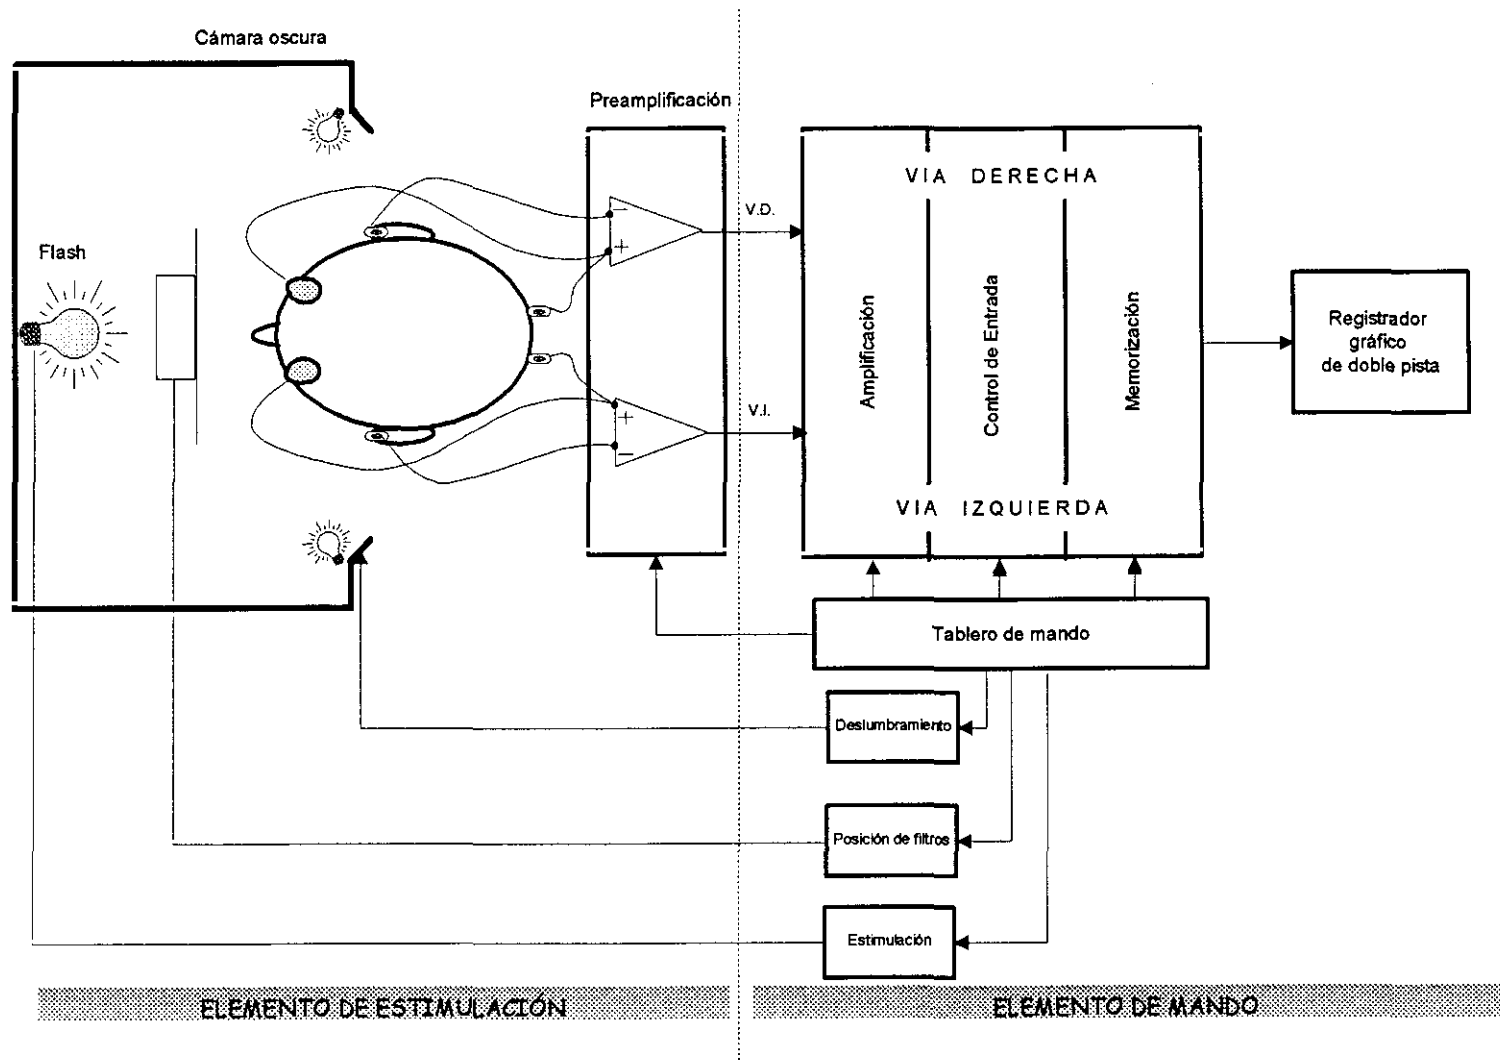 Cámara oscura
Preamplificación
Flash
V.D.
V.I.
VIA DERECHA
Amplificación
Control de Entrada
Memorización
VIA IZQUIERDA
Registrador
gráfico
de doble pista
Tablero de mando
Deslumbramiento
Posición de filtros
Estimulación
ELEMENTO DE ESTIMULACIÓN
ELEMENTO DE MANDO